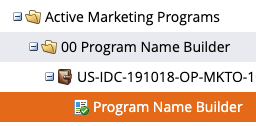 Active Marketing Programs
00 Program Name Builder
US-IDC-191018-OP-MKTO-1
Program Name Builder